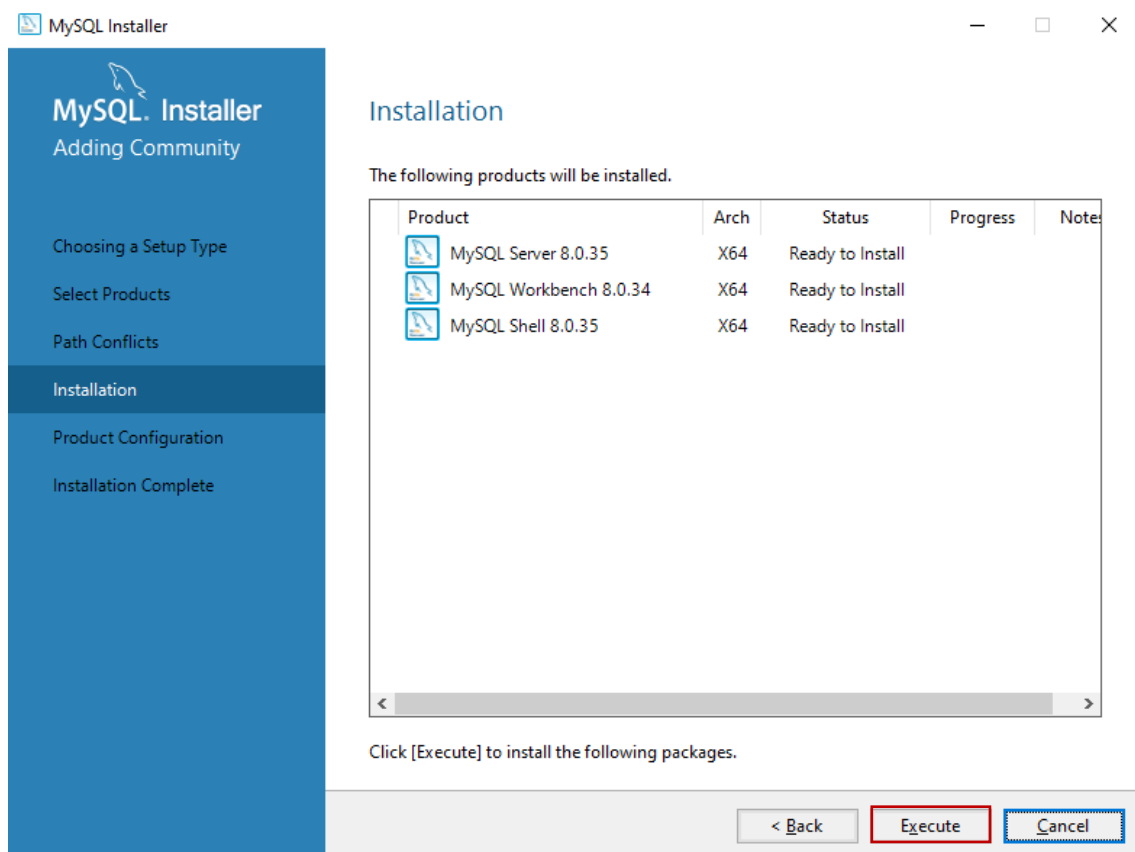 MySQL Installer
MySQL. Installer
Adding Community
Choosing a Setup Type
Select Products
Path Conflicts
Installation
Product Configuration
Installation Complete
Installation
The following products will be installed.
Product Arch Status Progress Notes
MySQL Server 8.0.35 X64 Ready to Install
MySQL Workbench 8.0.34 X64 Ready to Install
MySQL Shell 8.0.35 X64 Ready to Install
Click [Execute] to install the following packages.
< Back Execute Cancel